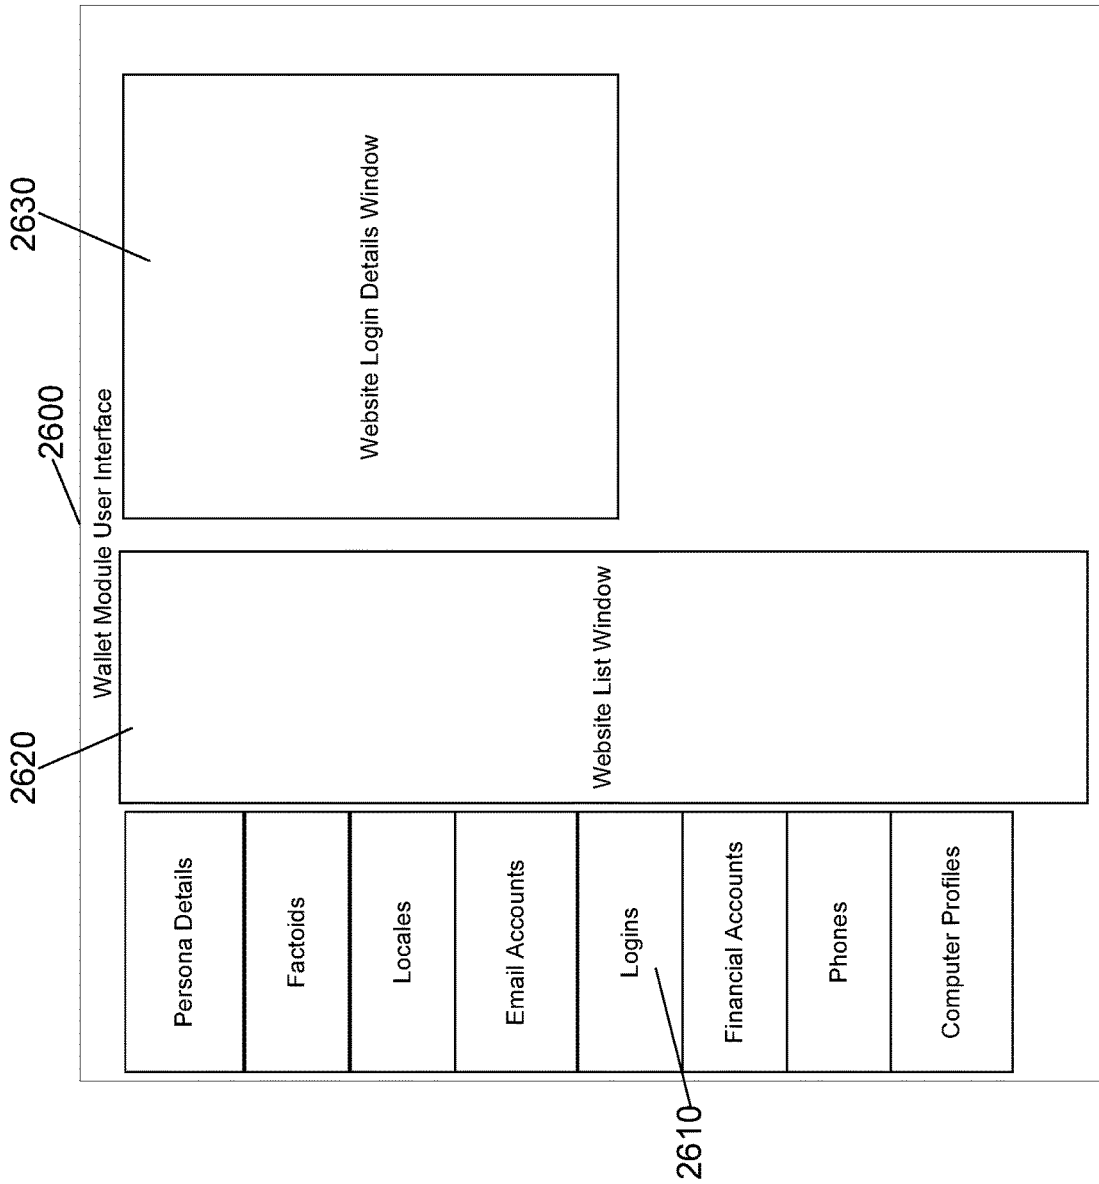 2600
Wallet Module User Interface
2620
2630
Persona Details
Factoids
Locales
Email Accounts
Logins
Financial Accounts
Phones
Computer Profiles
2610
Website List Window
Website Login Details Window